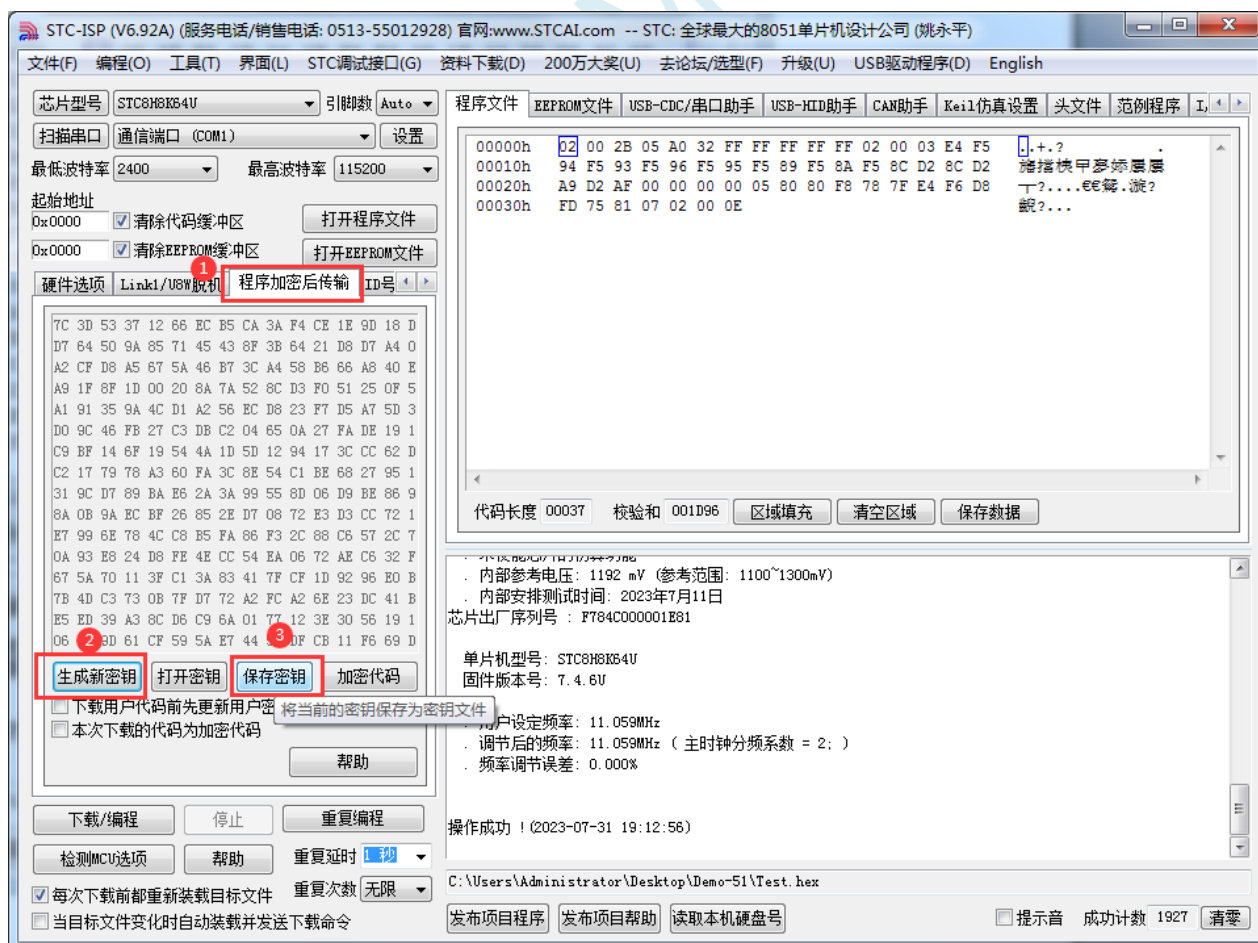 STC-ISP (V6.92A) (服务电话/销售电话: 0513-55012928) 官网:www.STCAI.com -- STC: 全球最大的8051单片机设计公司 (姚永平)
文件(F) 编程(O) 工具(T) 界面(L) STC调试接口(G) 资料下载(D) 200万大奖(U) 去论坛/选型(F) 升级(U) USB驱动程序(D) English
芯片型号 STC8H8K64U 引脚数 Auto
扫描串口 通信端口 (COM1) 设置
最低波特率 2400 最高波特率 115200
起始地址
0x0000 清除代码缓冲区 打开程序文件
0x0000 清除EEPROM缓冲区 打开EEPROM文件
1
硬件选项 Link1/U8W脱机 程序加密后传输 ID号
7C 3D 53 37 12 66 EC B5 CA 3A F4 CE 1E 9D 18 D
D7 64 50 9A 85 71 45 43 8F 3B 64 21 D8 D7 A4 0
A2 CF D8 A5 67 5A 46 B7 3C A4 58 B6 66 A8 40 E
A9 1F 8F 1D 00 20 8A 7A 52 8C D3 F0 51 25 0F 5
A1 91 35 9A 4C D1 A2 56 EC D8 23 F7 D5 A7 5D 3
D0 9C 46 FB 27 C3 DB C2 04 65 0A 27 FA DE 19 1
C9 BF 14 6F 19 54 4A 1D 5D 12 94 17 3C CC 62 D
C2 17 79 78 A3 60 FA 3C 8E 54 C1 BE 68 27 95 1
31 9C D7 89 BA E6 2A 3A 99 55 8D 06 D9 BE 86 9
8A 0B 9A EC BF 26 85 2E D7 08 72 E3 D3 CC 72 1
E7 99 6E 78 4C C8 B5 FA 86 F3 2C 88 C6 57 2C 7
0A 93 E8 24 D8 FE 4E CC 54 EA 06 72 AE C6 32 F
67 5A 70 11 3F C1 3A 83 41 7F CF 1D 92 96 E0 B
7B 4D C3 73 0B 7F D7 72 A2 FC A2 6E 23 DC 41 B
E5 ED 39 A3 8C D6 C9 6A 01 77 12 3E 30 56 19 1
06 9D 61 CF 59 5A E7 44 DF CB 11 F6 69 D
2 3
生成新密钥 打开密钥 保存密钥 加密代码
下载用户代码前先更新用户密
将当前的密钥保存为密钥文件
本次下载的代码为加密代码
帮助
下载/编程 停止 重复编程
检测MCU选项 帮助 重复延时 1 秒
每次下载前都重新装载目标文件 重复次数 无限
当目标文件变化时自动装载并发送下载命令
程序文件 EEPROM文件 USB-CDC/串口助手 USB-HID助手 CAN助手 Keil仿真设置 头文件 范例程序 I/
00000h 02 00 2B 05 A0 32 FF FF FF FF FF 02 00 03 E4 F5 ..+.? .
00010h 94 F5 93 F5 96 F5 95 F5 89 F5 8A F5 8C D2 8C D2
00020h A9 D2 AF 00 00 00 00 05 80 80 F8 78 7F E4 F6 D8
00030h FD 75 81 07 02 00 0E
代码长度 00037 校验和 001D96 区域填充 清空区域 保存数据
. 内部参考电压: 1192 mV (参考范围: 1100~1300mV)
. 内部安排测试时间: 2023年7月11日
芯片出厂序列号 : F784C000001E81
单片机型号: STC8H8K64U
固件版本号: 7.4.6U
. 用户设定频率: 11.059MHz
. 调节后的频率: 11.059MHz ( 主时钟分频系数 = 2; )
. 频率调节误差: 0.000%
操作成功 !(2023-07-31 19:12:56)
C:\Users\Administrator\Desktop\Demo-51\Test.hex
发布项目程序 发布项目帮助 读取本机硬盘号 提示音 成功计数 1927 清零